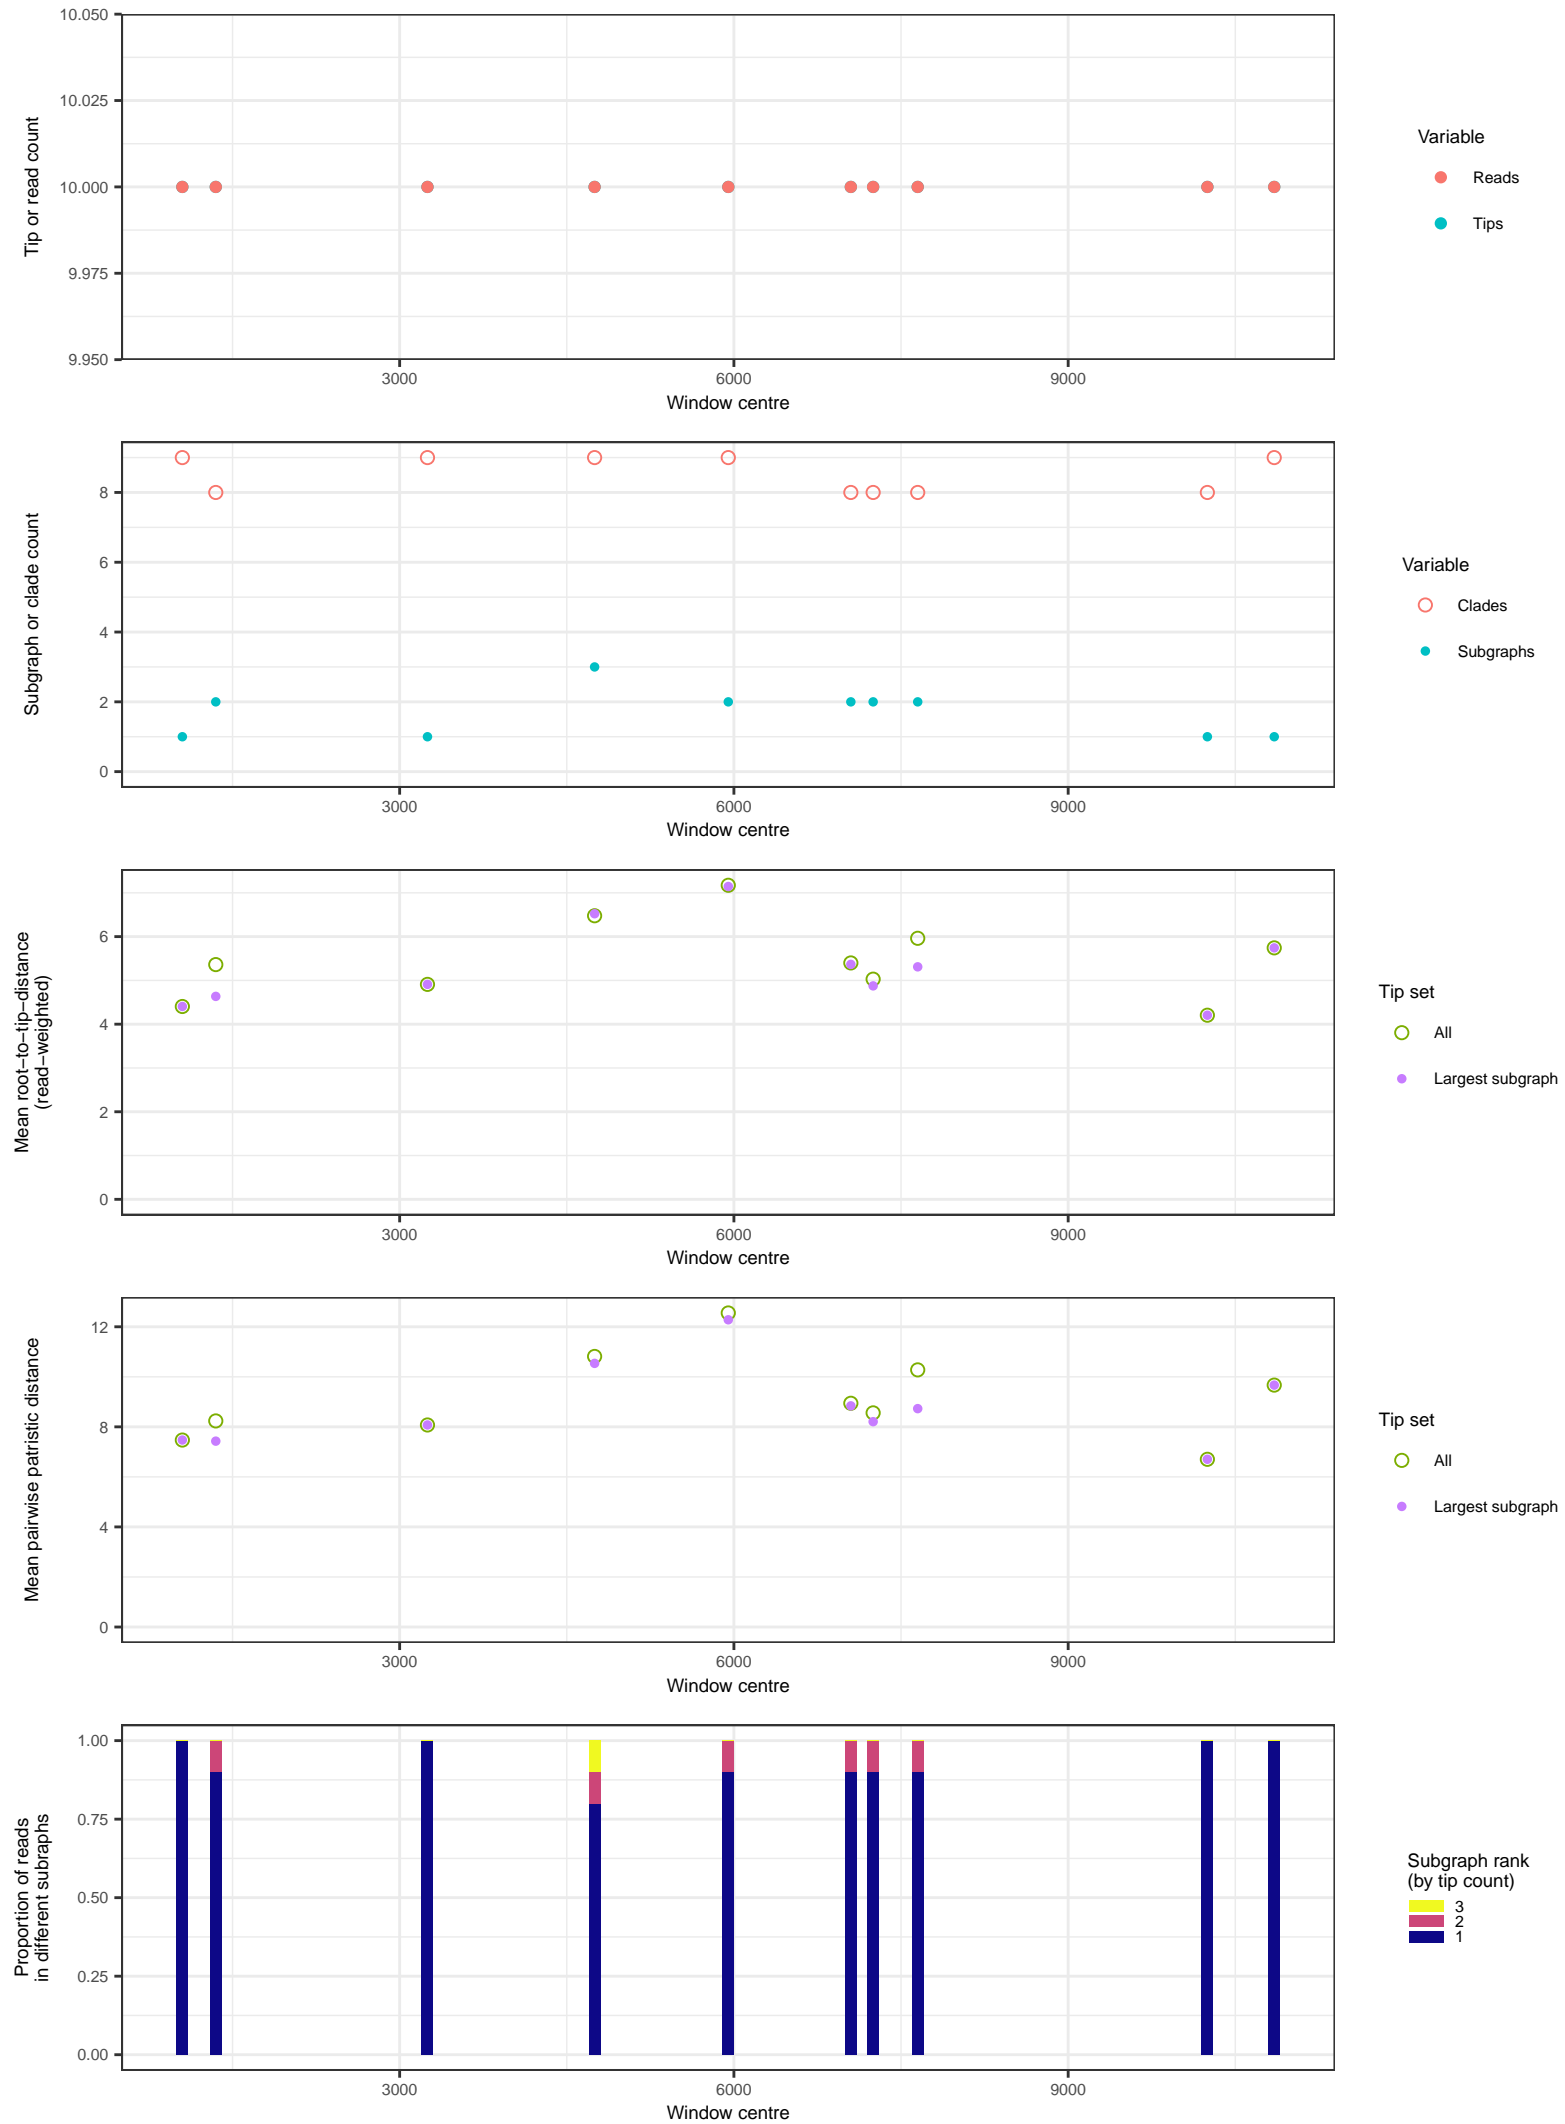 10.050
10.025
10.000
9.975
9.950
Tip or read count
3000
6000
9000
Window centre
Variable
Reads
Tips
8
6
4
2
0
Subgraph or clade count
3000
6000
9000
Window centre
Variable
Clades
Subgraphs
6
4
2
0
Mean root−to−tip−distance
(read−weighted)
3000
6000
9000
Window centre
Tip set
All
Largest subgraph
12
8
4
0
Mean pairwise patristic distance
3000
6000
9000
Window centre
Tip set
All
Largest subgraph
1.00
0.75
0.50
0.25
0.00
Proportion of reads
in different subraphs
3000
6000
9000
Window centre
Subgraph rank
(by tip count)
3
2
1